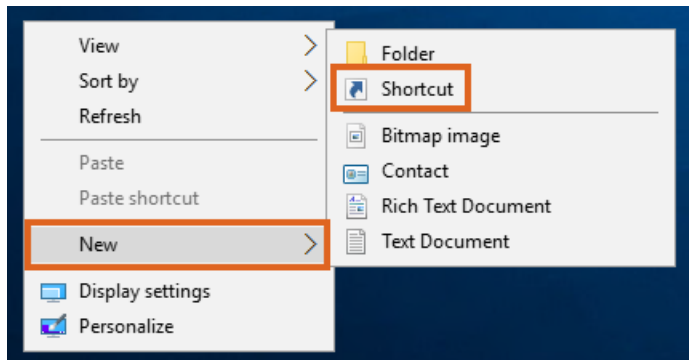 View
Sort by
Refresh
Paste
Paste shortcut
New
Display settings
Personalize
Folder
Shortcut
Bitmap image
Contact
Rich Text Document
Text Document